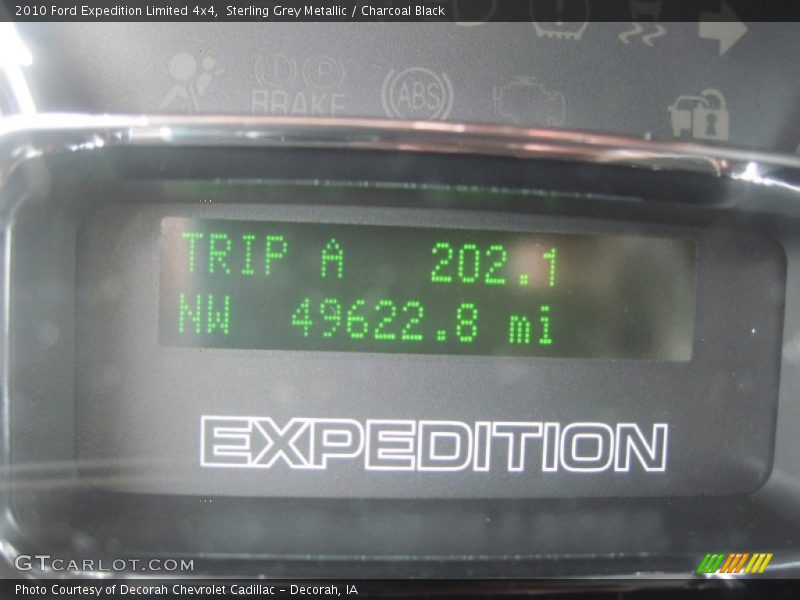 2010 Ford Expedition Limited 4x4,  Sterling Grey Metallic / Charcoal Black
BRAKE
ABS
TRIP A 202.1
NW 49622.8 mi
EXPEDITION
GTCARLOT.COM
Photo Courtesy of Decorah Chevrolet Cadillac - Decorah, IA